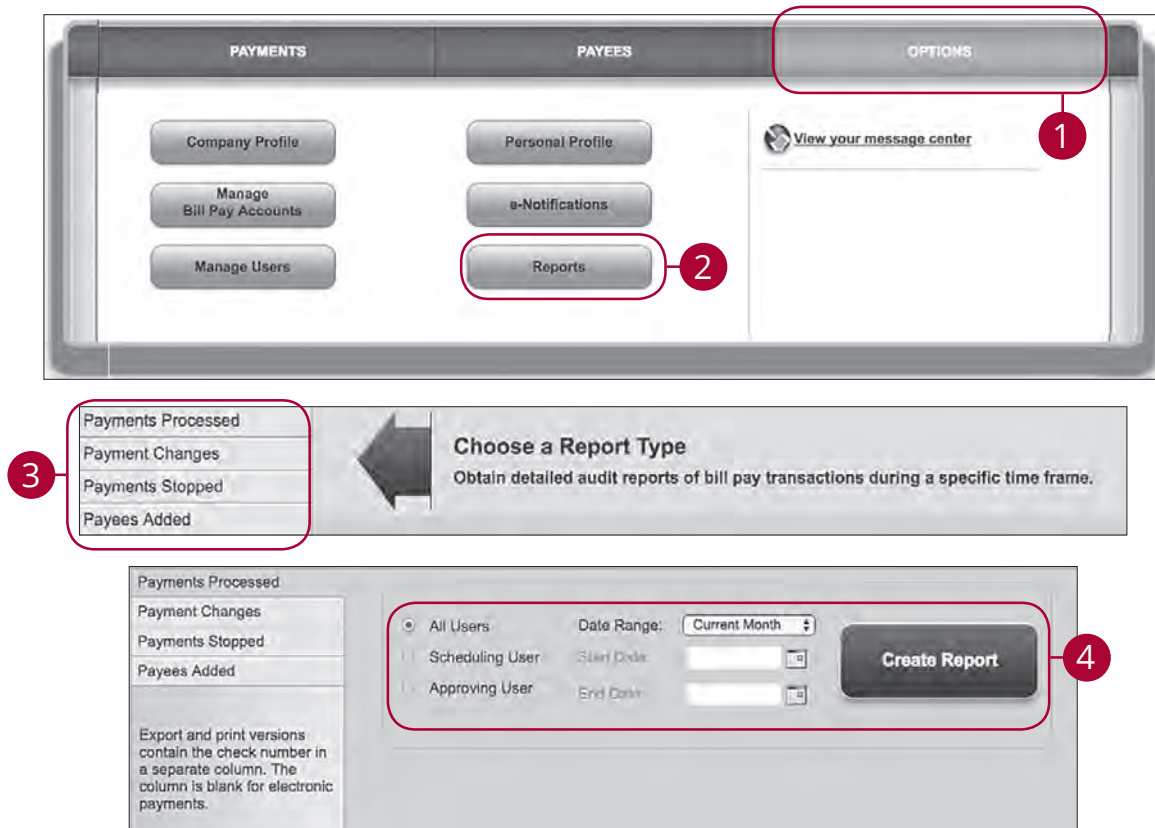 PAYMENTS PAYEES OPTIONS
1
Company Profile Personal Profile View your message center
Manage
Bill Pay Accounts e-Notifications
Manage Users Reports 2
3
Payments Processed
Payment Changes
Payments Stopped
Payees Added
Choose a Report Type
Obtain detailed audit reports of bill pay transactions during a specific time frame.
Payments Processed
Payment Changes
Payments Stopped
Payees Added
Export and print versions
contain the check number in
a separate column. The
column is blank for electronic
payments.
All Users Date Range: Current Month
Scheduling User Start Date:
Approving User End Date:
Create Report
4